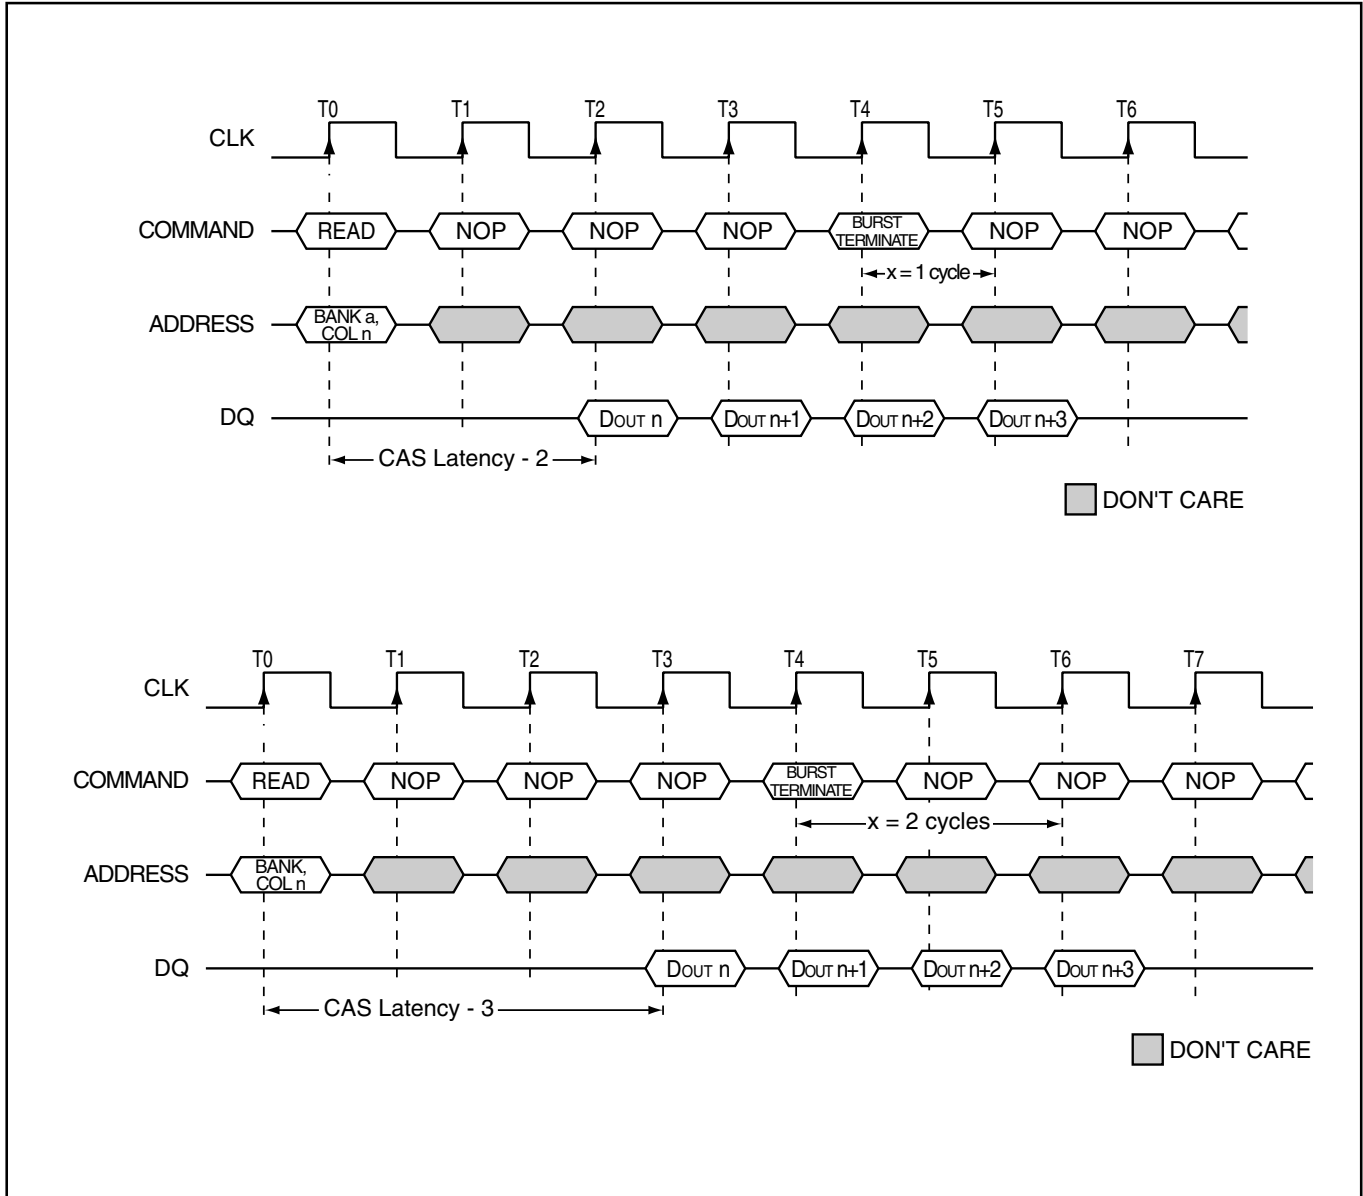 T0 T1 T2 T3 T4 T5 T6
CLK
COMMAND READ NOP NOP NOP BURST TERMINATE NOP NOP
x = 1 cycle
ADDRESS BANK a, COL n
DQ DOUT n DOUT n+1 DOUT n+2 DOUT n+3
CAS Latency - 2
DON'T CARE
T0 T1 T2 T3 T4 T5 T6 T7
CLK
COMMAND READ NOP NOP NOP BURST TERMINATE NOP NOP NOP
x = 2 cycles
ADDRESS BANK, COL n
DQ DOUT n DOUT n+1 DOUT n+2 DOUT n+3
CAS Latency - 3
DON'T CARE